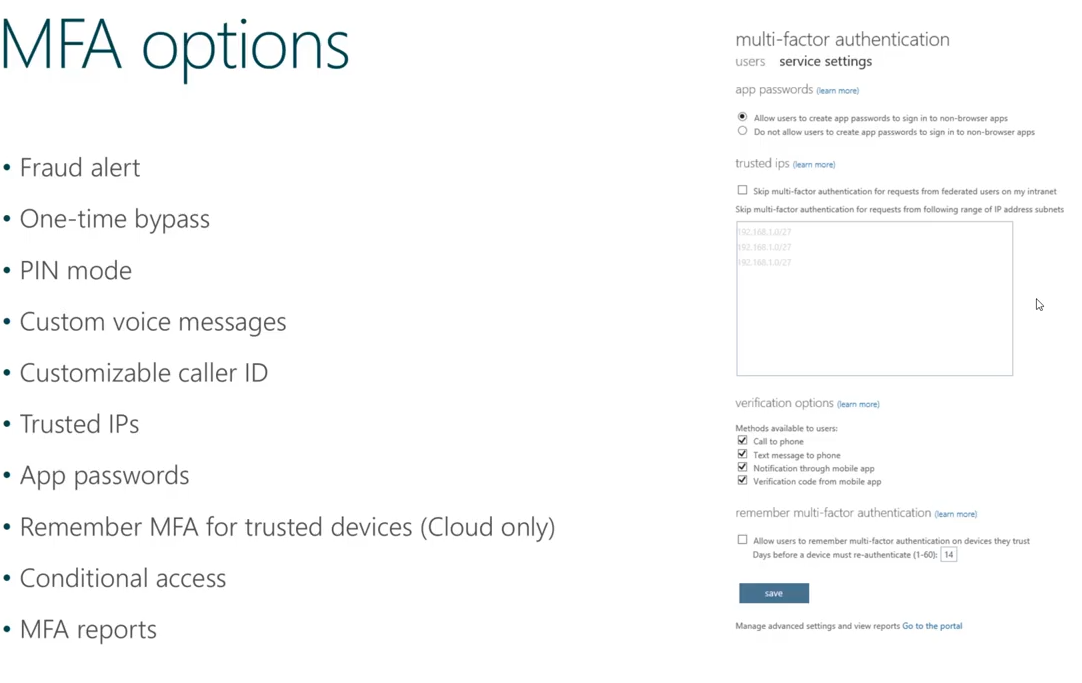 MFA options
• Fraud alert
• One-time bypass
• PIN mode
• Custom voice messages
• Customizable caller ID
• Trusted IPs
• App passwords
• Remember MFA for trusted devices (Cloud only)
• Conditional access
• MFA reports
multi-factor authentication
users service settings
app passwords (learn more)
Allow users to create app passwords to sign in to non-browser apps
Do not allow users to create app passwords to sign in to non-browser apps
trusted ips (learn more)
Skip multi-factor authentication for requests from federated users on my intranet
Skip multi-factor authentication for requests from following range of IP address subnets
192.168.1.0/27
192.168.1.0/27
192.168.1.0/27
verification options (learn more)
Methods available to users:
Call to phone
Text message to phone
Notification through mobile app
Verification code from mobile app
remember multi-factor authentication (learn more)
Allow users to remember multi-factor authentication on devices they trust
Days before a device must re-authenticate (1-60): 14
save
Manage advanced settings and view reports Go to the portal